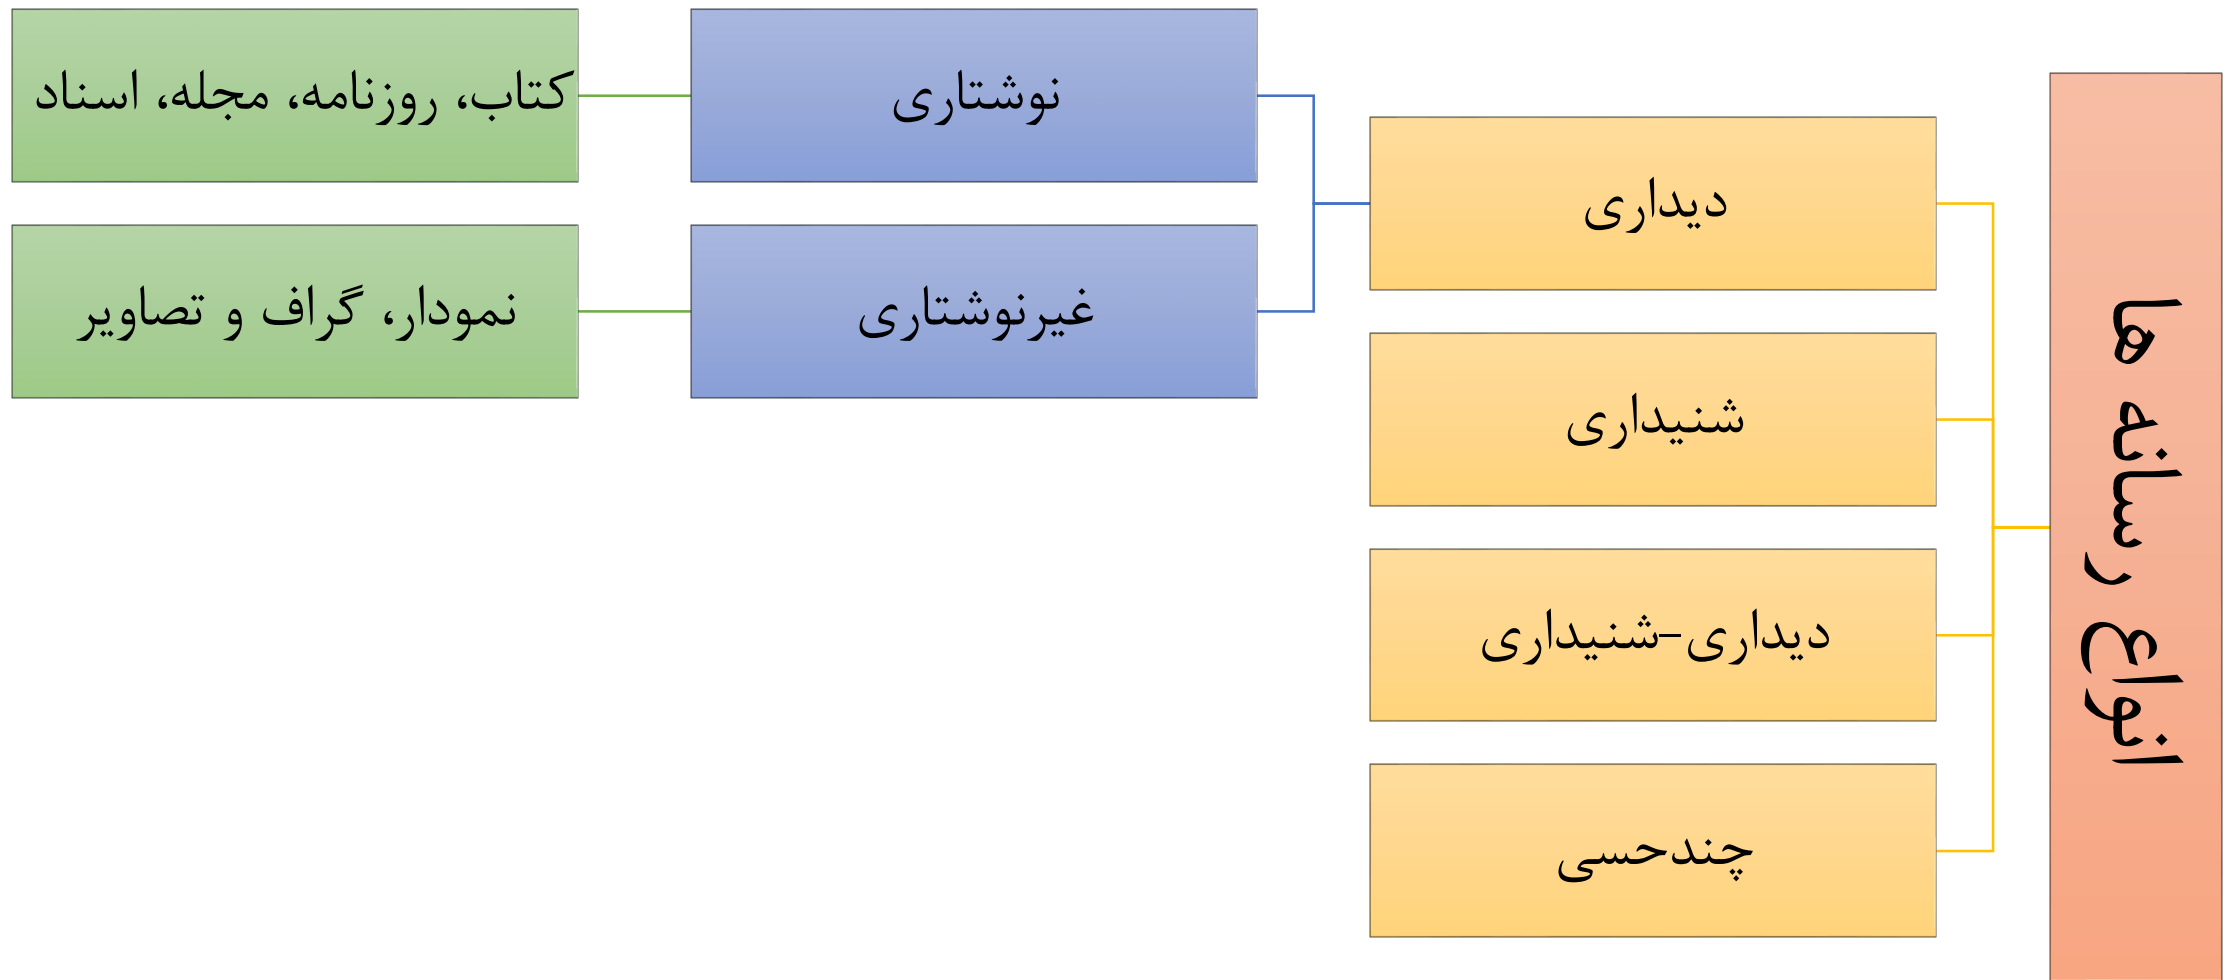 انواع رسانه ها
دیداری
نوشتاری
کتاب، روزنامه، مجله، اسناد
غیرنوشتاری
نمودار، گراف و تصاویر
شنیداری
دیداری-شنیداری
چندحسی